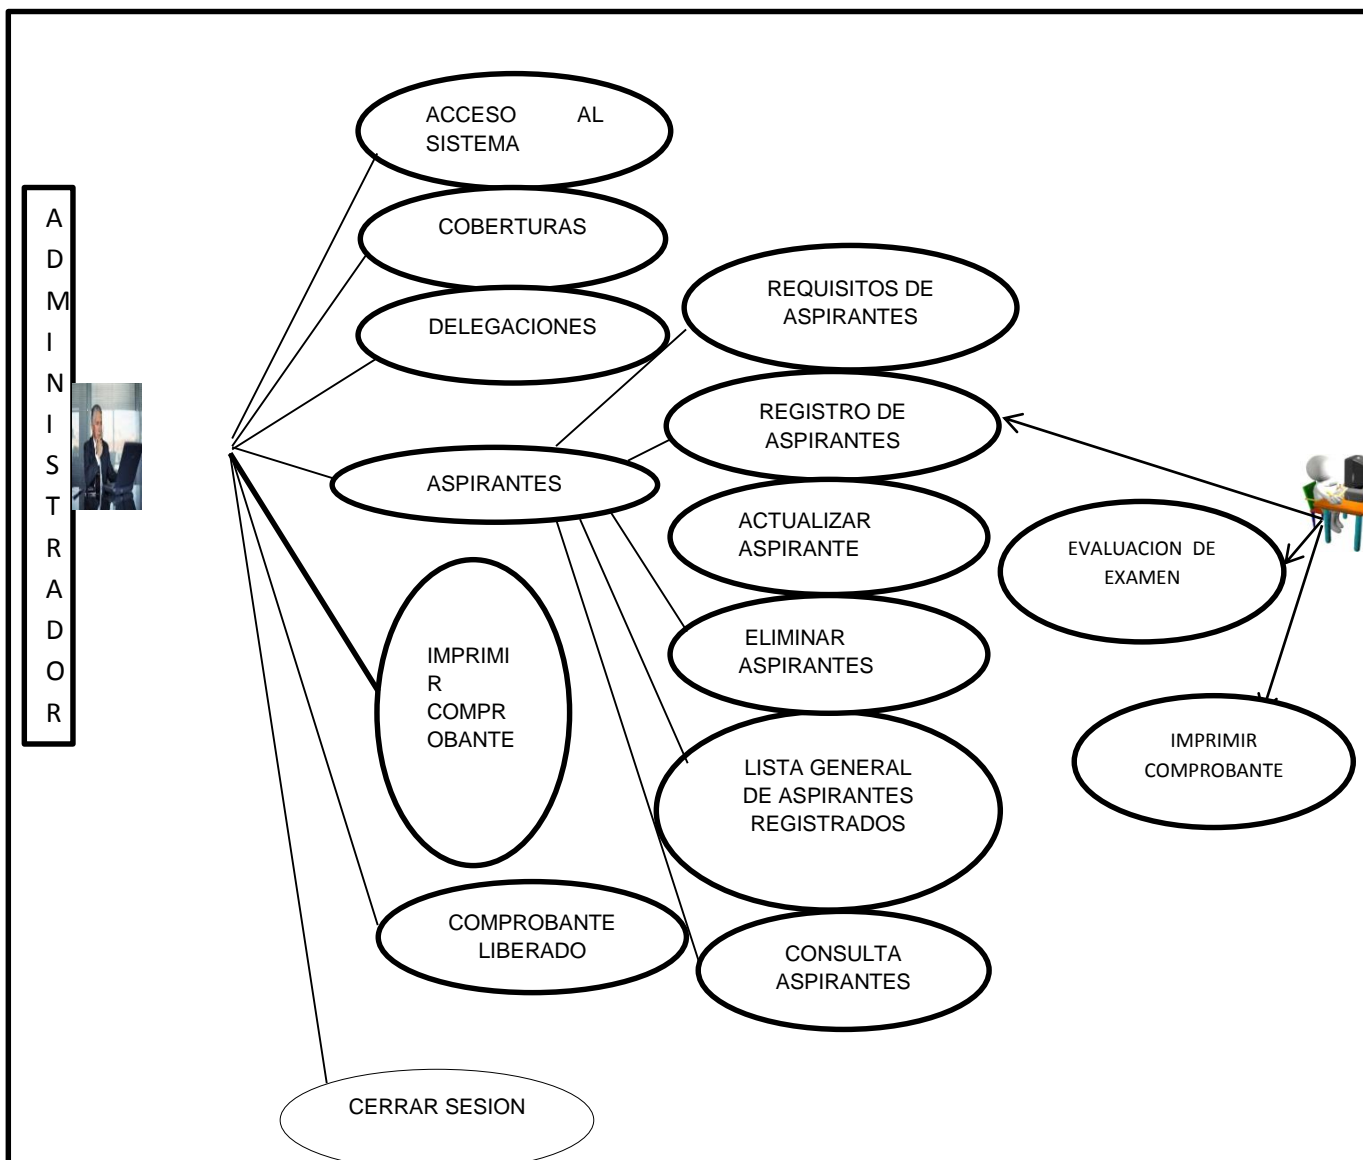 ACCESO AL
SISTEMA
COBERTURAS
DELEGACIONES
ASPIRANTES
IMPRIMI
R
COMPR
OBANTE
COMPROBANTE
LIBERADO
CERRAR SESION
A
D
M
I
N
I
S
T
R
A
D
O
R
REQUISITOS DE
ASPIRANTES
REGISTRO DE
ASPIRANTES
ACTUALIZAR
ASPIRANTE
ELIMINAR
ASPIRANTES
LISTA GENERAL
DE ASPIRANTES
REGISTRADOS
CONSULTA
ASPIRANTES
EVALUACION DE
EXAMEN
IMPRIMIR
COMPROBANTE